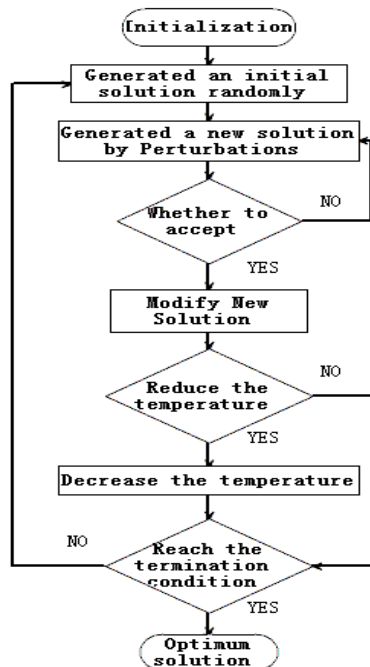 Initialization
Generated an initial
solution randomly
Generated a new solution
by Perturbations
NO
Whether to
accept
YES
Modify New
Solution
NO
Reduce the
temperature
YES
Decrease the temperature
NO
Reach the
termination
condition
YES
Optimum
solution